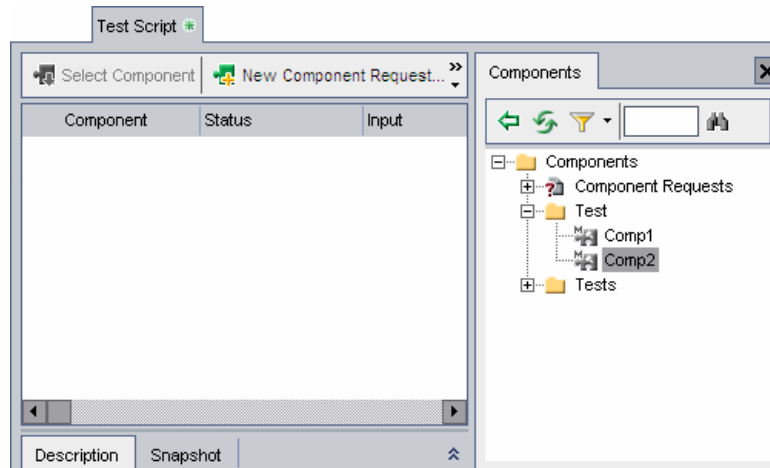 Test Script *
Select Component
New Component Request...
Component Status Input
Description Snapshot
Components
Components
Component Requests
Test
Comp1
Comp2
Tests